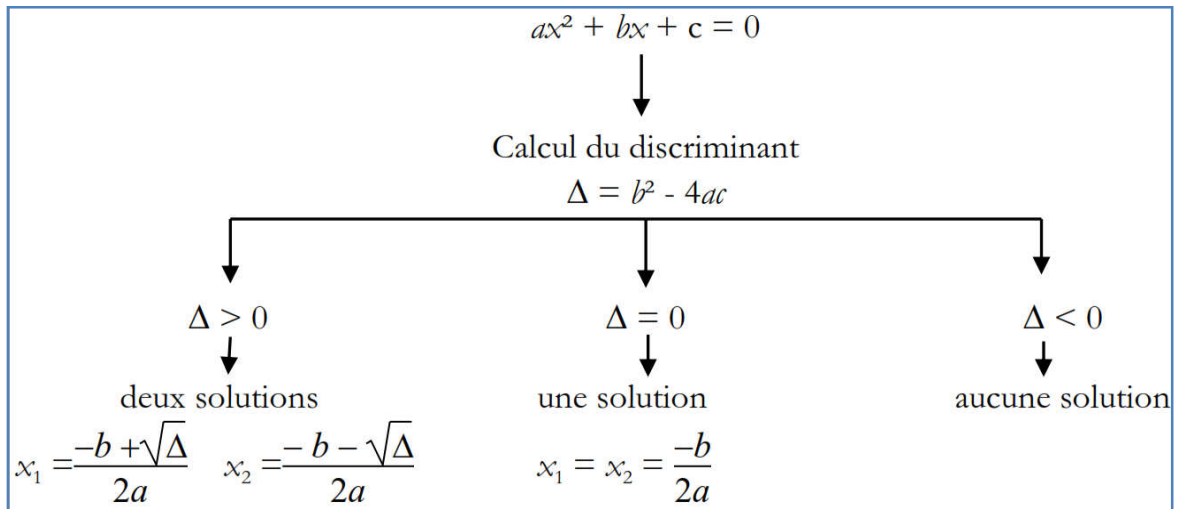 ax² + bx + c = 0
Calcul du discriminant
Δ = b² - 4ac
Δ > 0
Δ = 0
Δ < 0
deux solutions
une solution
aucune solution
x₁ = (−b + √Δ) / 2a
x₂ = (−b − √Δ) / 2a
x₁ = x₂ = −b / 2a